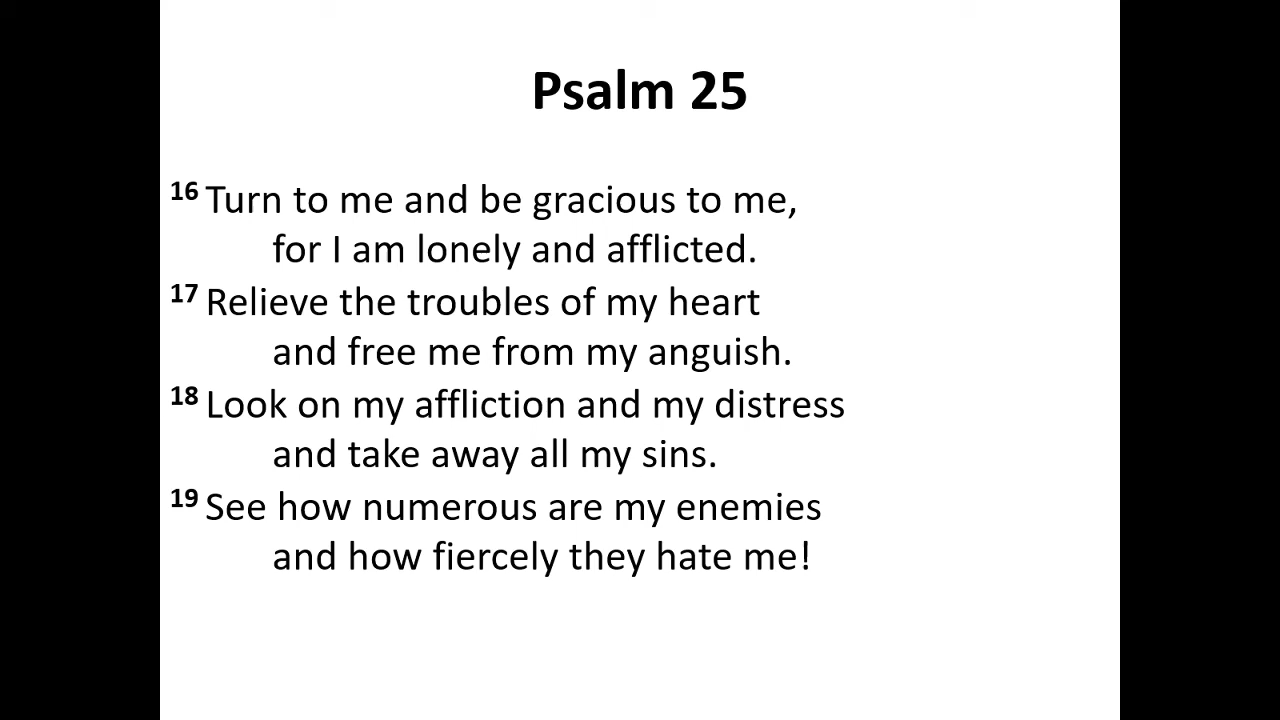 Psalm 25
16 Turn to me and be gracious to me,
for I am lonely and afflicted.
17 Relieve the troubles of my heart
and free me from my anguish.
18 Look on my affliction and my distress
and take away all my sins.
19 See how numerous are my enemies
and how fiercely they hate me!